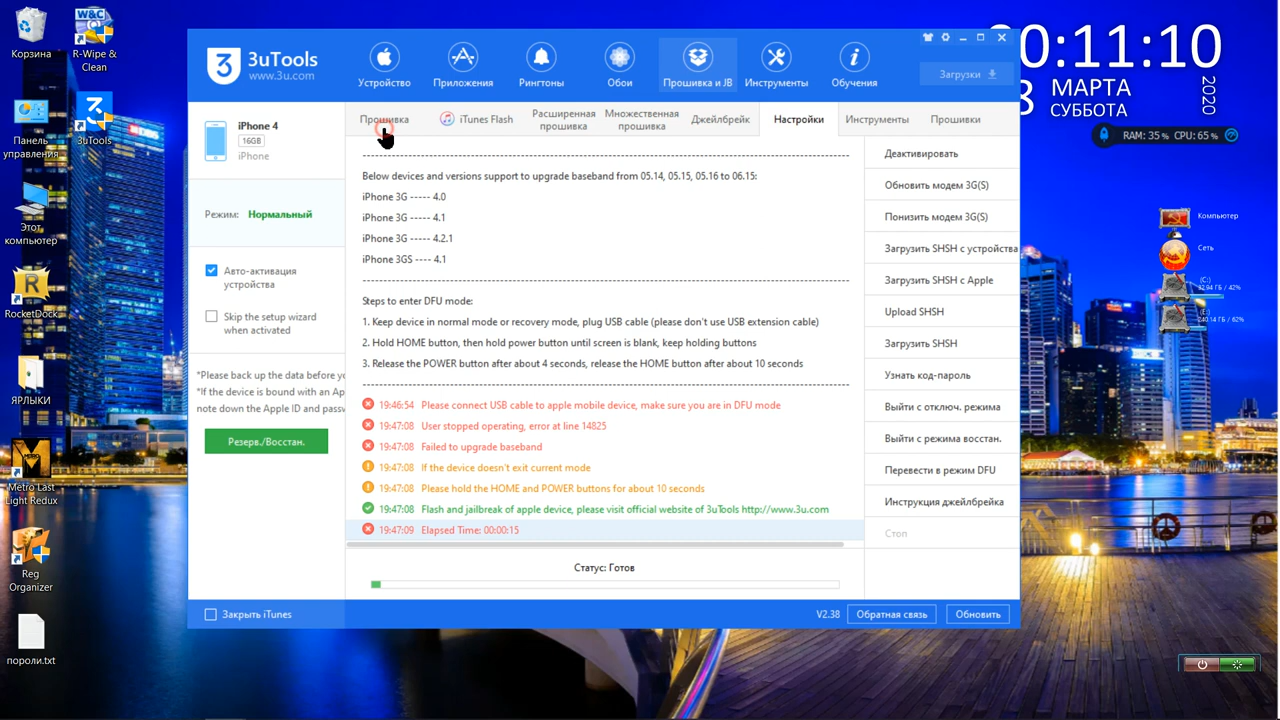 Корзина
R-Wipe &
Clean
Панель
управления
3uTools
Этот
компьютер
RocketDock
ЯРЛЫКИ
Metro Last
Light Redux
Reg
Organizer
пороли.txt
3uTools
www.3u.com
Устройство
Приложения
Рингтоны
Обои
Прошивка и JB
Инструменты
Обучения
Загрузки
iPhone 4
16GB
iPhone
Режим: Нормальный
Авто-активация
устройства
Skip the setup wizard
when activated
*Please back up the data before yo
*If the device is bound with an Ap
note down the Apple ID and passw
Резерв./Восстан.
Закрыть iTunes
Прошивка
iTunes Flash
Расширенная
прошивка
Множественная
прошивка
Джейлбрейк
Настройки
Инструменты
Прошивки
Below devices and versions support to upgrade baseband from 05.14, 05.15, 05.16 to 06.15:
iPhone 3G ----- 4.0
iPhone 3G ----- 4.1
iPhone 3G ----- 4.2.1
iPhone 3GS ---- 4.1
Steps to enter DFU mode:
1. Keep device in normal mode or recovery mode, plug USB cable (please don't use USB extension cable)
2. Hold HOME button, then hold power button until screen is blank, keep holding buttons
3. Release the POWER button after about 4 seconds, release the HOME button after about 10 seconds
19:46:54 Please connect USB cable to apple mobile device, make sure you are in DFU mode
19:47:08 User stopped operating, error at line 14825
19:47:08 Failed to upgrade baseband
19:47:08 If the device doesn't exit current mode
19:47:08 Please hold the HOME and POWER buttons for about 10 seconds
19:47:08 Flash and jailbreak of apple device, please visit official website of 3uTools http://www.3u.com
19:47:09 Elapsed Time: 00:00:15
Статус: Готов
Деактивировать
Обновить модем 3G(S)
Понизить модем 3G(S)
Загрузить SHSH с устройства
Загрузить SHSH с Apple
Upload SHSH
Загрузить SHSH
Узнать код-пароль
Выйти с отключ. режима
Выйти с режима восстан.
Перевести в режим DFU
Инструкция джейлбрейка
Стоп
V2.38
Обратная связь
Обновить
0:11:10
8 МАРТА
СУББОТА
2020
RAM: 35 % CPU: 65 %
Компьютер
Сеть
(C:)
32,94 ГБ / 42%
(E:)
240,14 ГБ / 62%